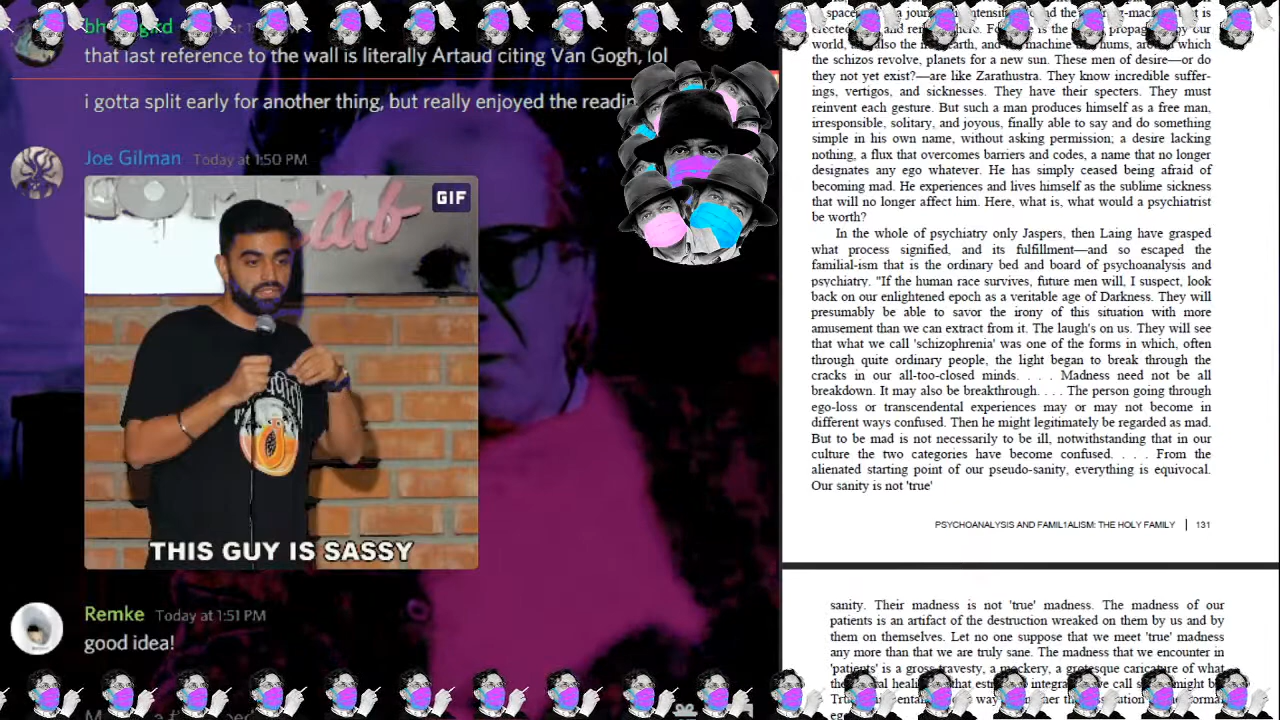 that last reference to the wall is literally Artaud citing Van Gogh, lol
i gotta split early for another thing, but really enjoyed the readin
Joe Gilman Today at 1:50 PM
GIF
THIS GUY IS SASSY
Remke Today at 1:51 PM
good idea!
world,
the schizos revolve, planets for a new sun. These men of desire—or do
they not yet exist?—are like Zarathustra. They know incredible suffer-
ings, vertigos, and sicknesses. They have their specters. They must
reinvent each gesture. But such a man produces himself as a free man,
irresponsible, solitary, and joyous, finally able to say and do something
simple in his own name, without asking permission; a desire lacking
nothing, a flux that overcomes barriers and codes, a name that no longer
designates any ego whatever. He has simply ceased being afraid of
becoming mad. He experiences and lives himself as the sublime sickness
that will no longer affect him. Here, what is, what would a psychiatrist
be worth?
In the whole of psychiatry only Jaspers, then Laing have grasped
what process signified, and its fulfillment—and so escaped the
familial-ism that is the ordinary bed and board of psychoanalysis and
psychiatry. "If the human race survives, future men will, I suspect, look
back on our enlightened epoch as a veritable age of Darkness. They will
presumably be able to savor the irony of this situation with more
amusement than we can extract from it. The laugh's on us. They will see
that what we call 'schizophrenia' was one of the forms in which, often
through quite ordinary people, the light began to break through the
cracks in our all-too-closed minds. . . . Madness need not be all
breakdown. It may also be breakthrough. . . . The person going through
ego-loss or transcendental experiences may or may not become in
different ways confused. Then he might legitimately be regarded as mad.
But to be mad is not necessarily to be ill, notwithstanding that in our
culture the two categories have become confused. . . . From the
alienated starting point of our pseudo-sanity, everything is equivocal.
Our sanity is not 'true'
PSYCHOANALYSIS AND FAMIL1ALISM: THE HOLY FAMILY | 131
sanity. Their madness is not 'true' madness. The madness of our
patients is an artifact of the destruction wreaked on them by us and by
them on themselves. Let no one suppose that we meet 'true' madness
any more than that we are truly sane. The madness that we encounter in
'patients' is a gross travesty, a mockery, a grotesque caricature of what